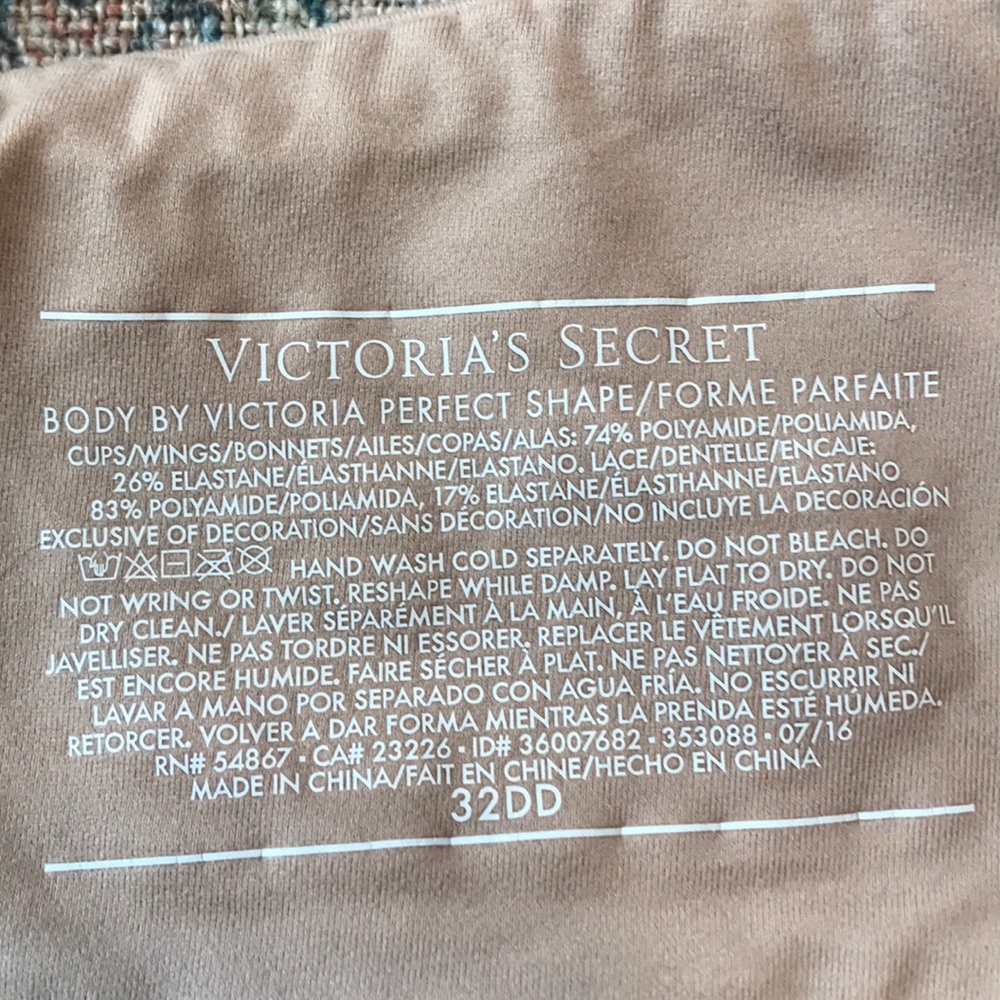 VICTORIA'S SECRET
BODY BY VICTORIA PERFECT SHAPE/FORME PARFAITE
CUPS/WINGS/BONNETS/AILES/COPAS/ALAS: 74% POLYAMIDE/POLIAMIDA,
26% ELASTANE/ÉLASTHANNE/ELASTANO. LACE/DENTELLE/ENCAJE:
83% POLYAMIDE/POLIAMIDA, 17% ELASTANE/ÉLASTHANNE/ELASTANO
EXCLUSIVE OF DECORATION/SANS DÉCORATION/NO INCLUYE LA DECORACIÓN
HAND WASH COLD SEPARATELY. DO NOT BLEACH. DO
NOT WRING OR TWIST. RESHAPE WHILE DAMP. LAY FLAT TO DRY. DO NOT
DRY CLEAN./ LAVER SÉPARÉMENT À LA MAIN, À L'EAU FROIDE. NE PAS
JAVELLISER. NE PAS TORDRE NI ESSORER. REPLACER LE VÊTEMENT LORSQU'IL
EST ENCORE HUMIDE. FAIRE SÉCHER À PLAT. NE PAS NETTOYER À SEC./
LAVAR A MANO POR SEPARADO CON AGUA FRÍA. NO ESCURRIR NI
RETORCER. VOLVER A DAR FORMA MIENTRAS LA PRENDA ESTÉ HÚMEDA.
RN# 54867 · CA# 23226 · ID# 36007682 · 353088 · 07/16
MADE IN CHINA/FAIT EN CHINE/HECHO EN CHINA
32DD